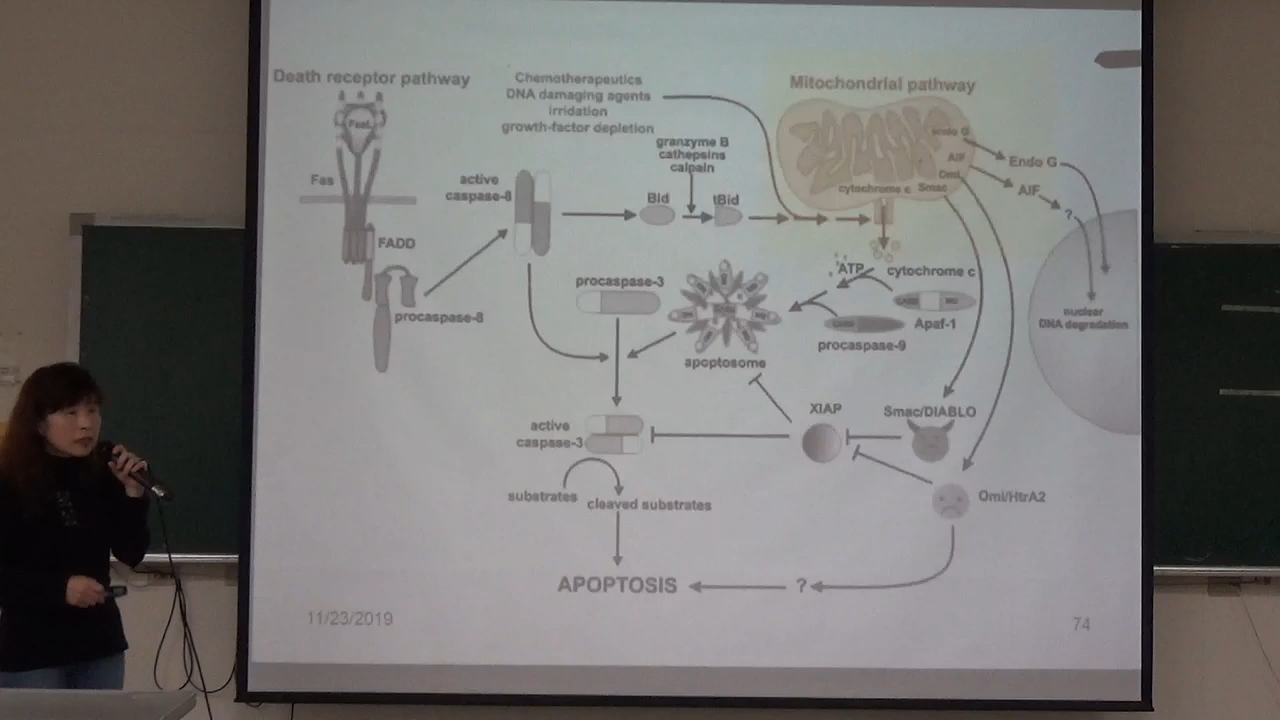 Death receptor pathway
FasL
Fas
FADD
procaspase-8
active
caspase-8
Chemotherapeutics
DNA damaging agents
irridation
growth-factor depletion
granzyme B
cathepsins
calpain
Bid
tBid
Mitochondrial pathway
endo G
AIF
Omi
cytochrome c
Smac
Endo G
AIF
?
nuclear
DNA degradation
ATP
cytochrome c
Apaf-1
procaspase-9
procaspase-3
apoptosome
active
caspase-3
XIAP
Smac/DIABLO
Omi/HtrA2
substrates
cleaved substrates
APOPTOSIS
?
11/23/2019
74